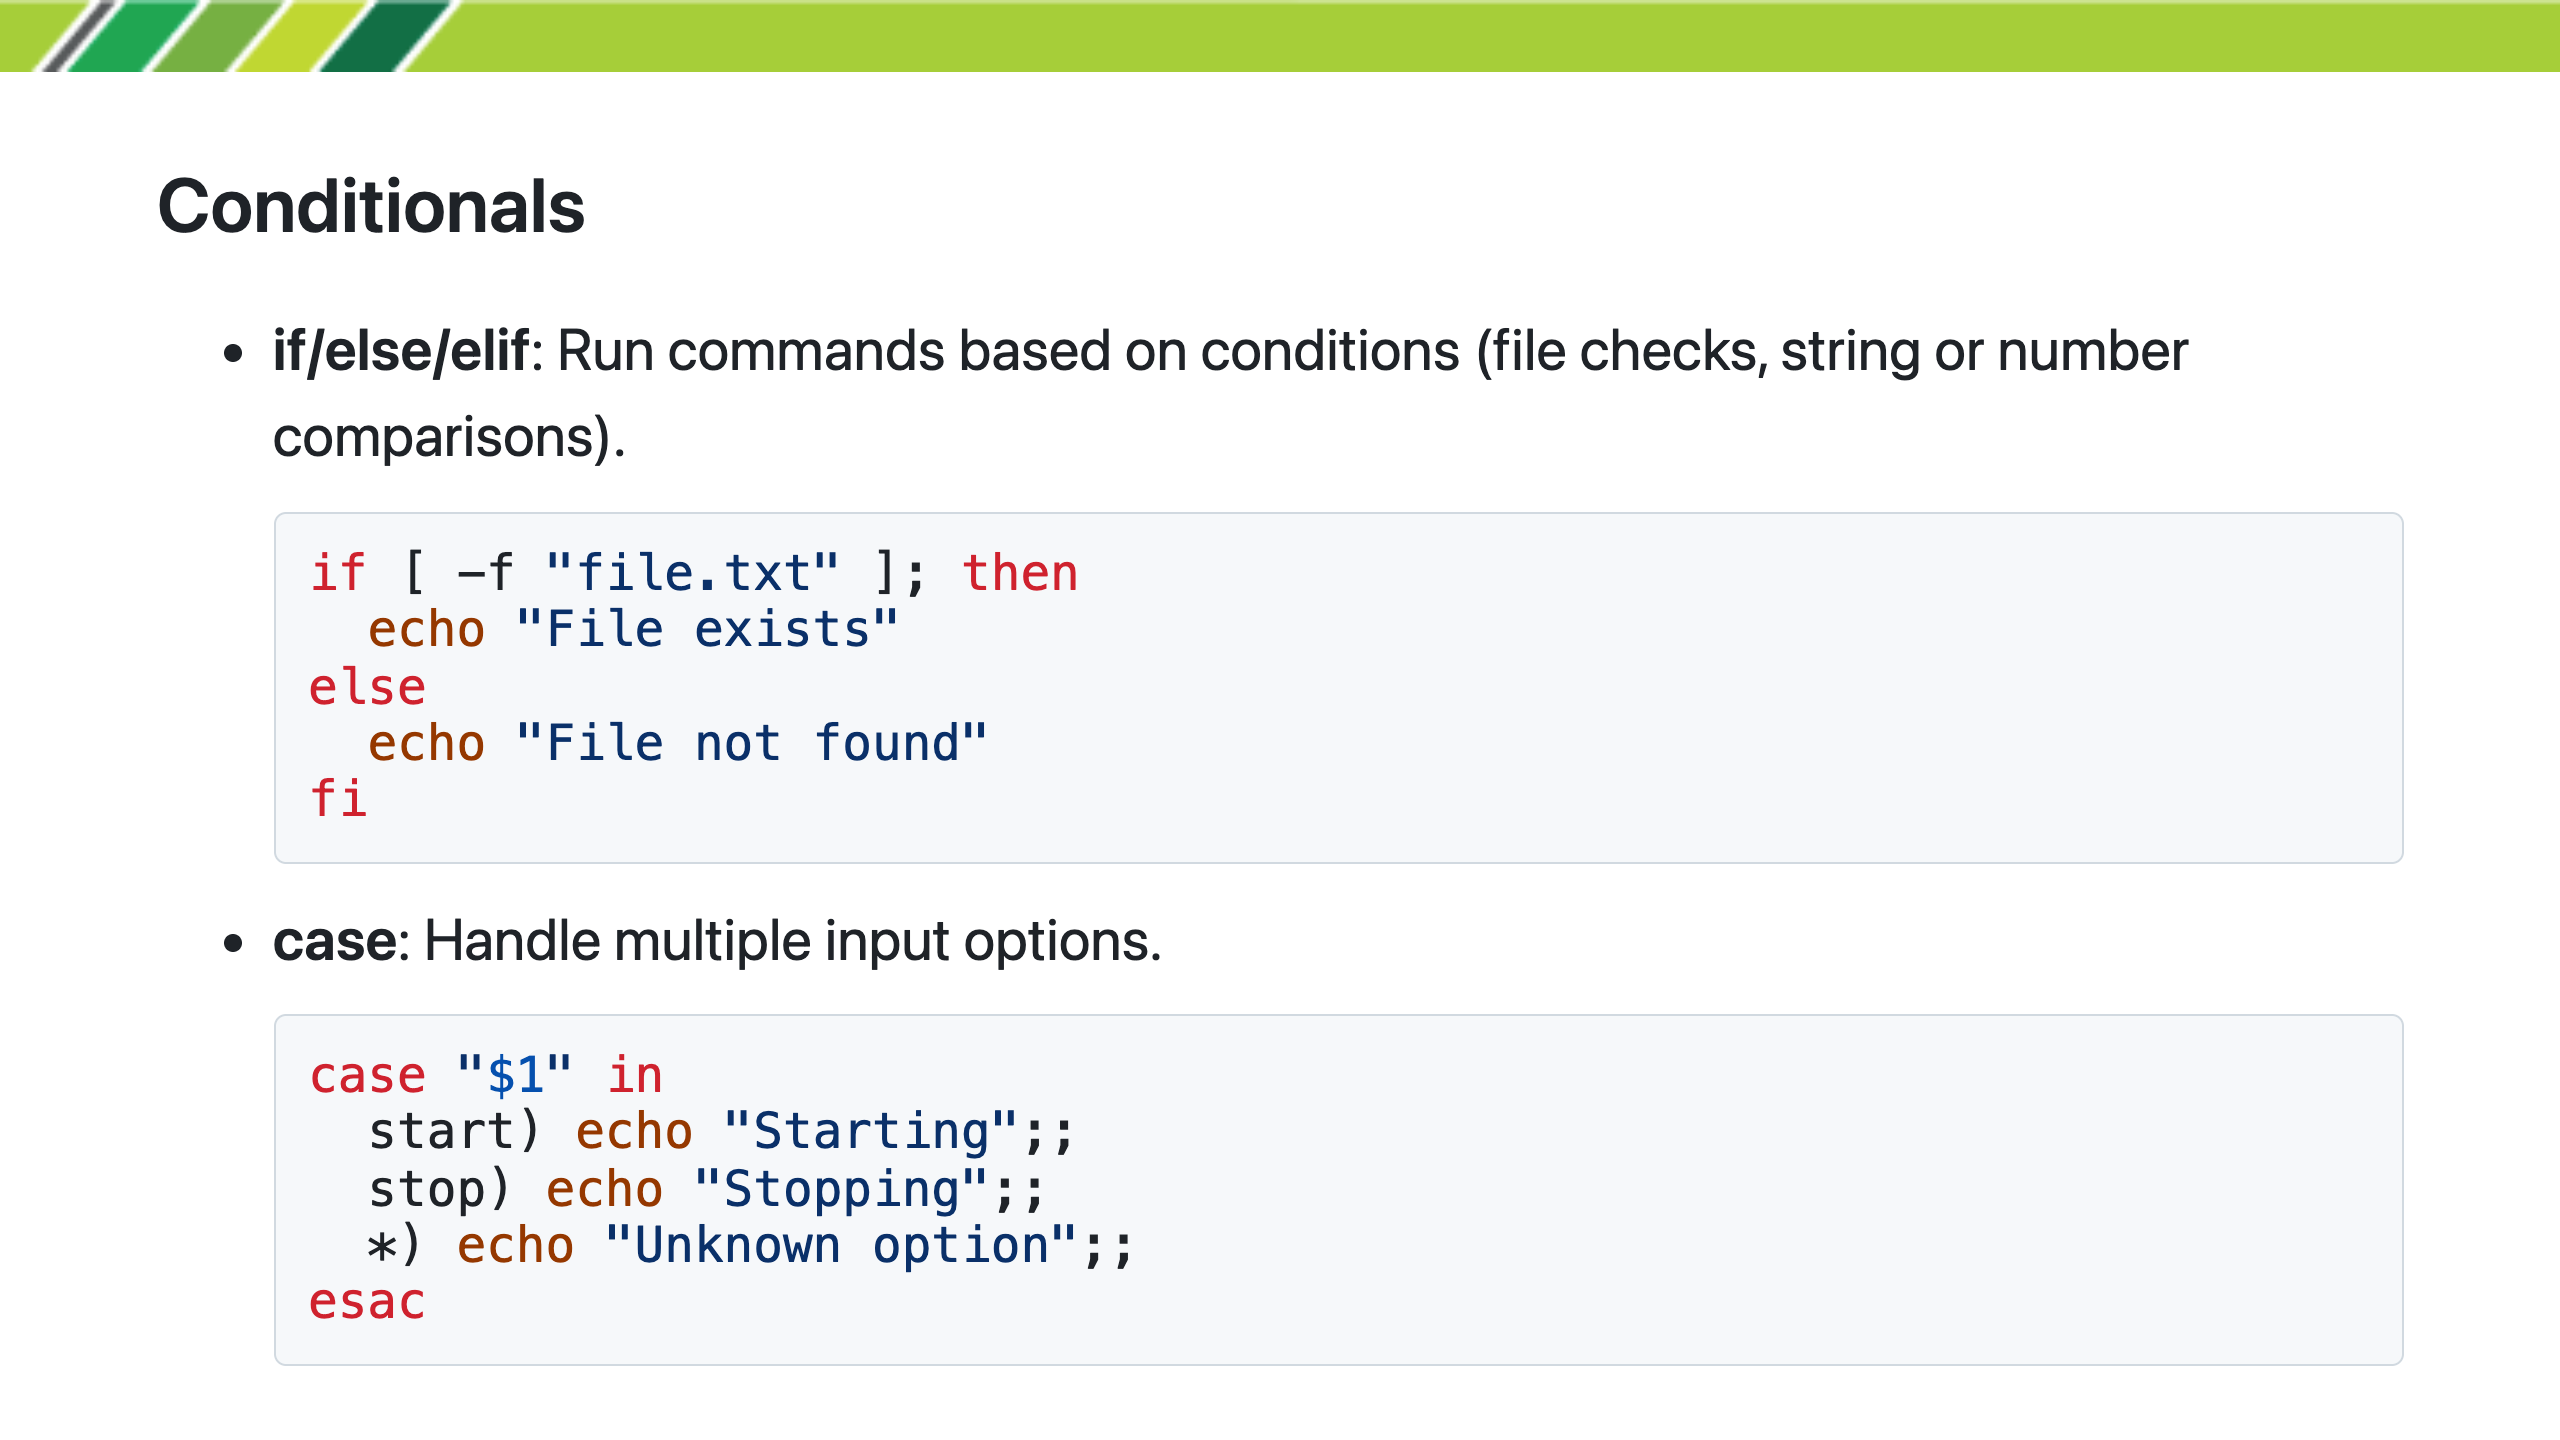 Conditionals
• if/else/elif: Run commands based on conditions (file checks, string or number
comparisons).
if [ -f "file.txt" ]; then
  echo "File exists"
else
  echo "File not found"
fi
• case: Handle multiple input options.
case "$1" in
  start) echo "Starting";;
  stop) echo "Stopping";;
  *) echo "Unknown option";;
esac